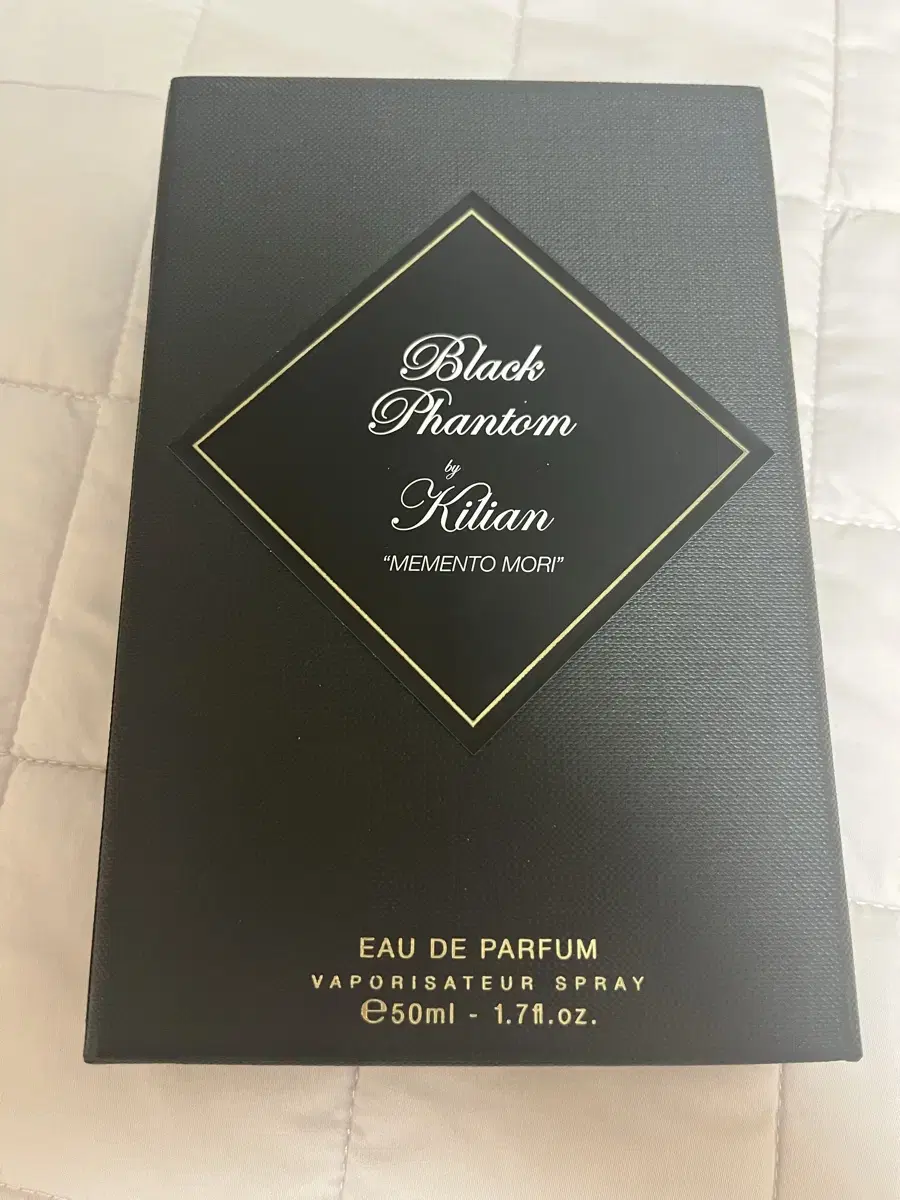 Black
Phantom
by
Kilian
“MEMENTO MORI”
EAU DE PARFUM
VAPORISATEUR SPRAY
℮50ml - 1.7fl.oz.